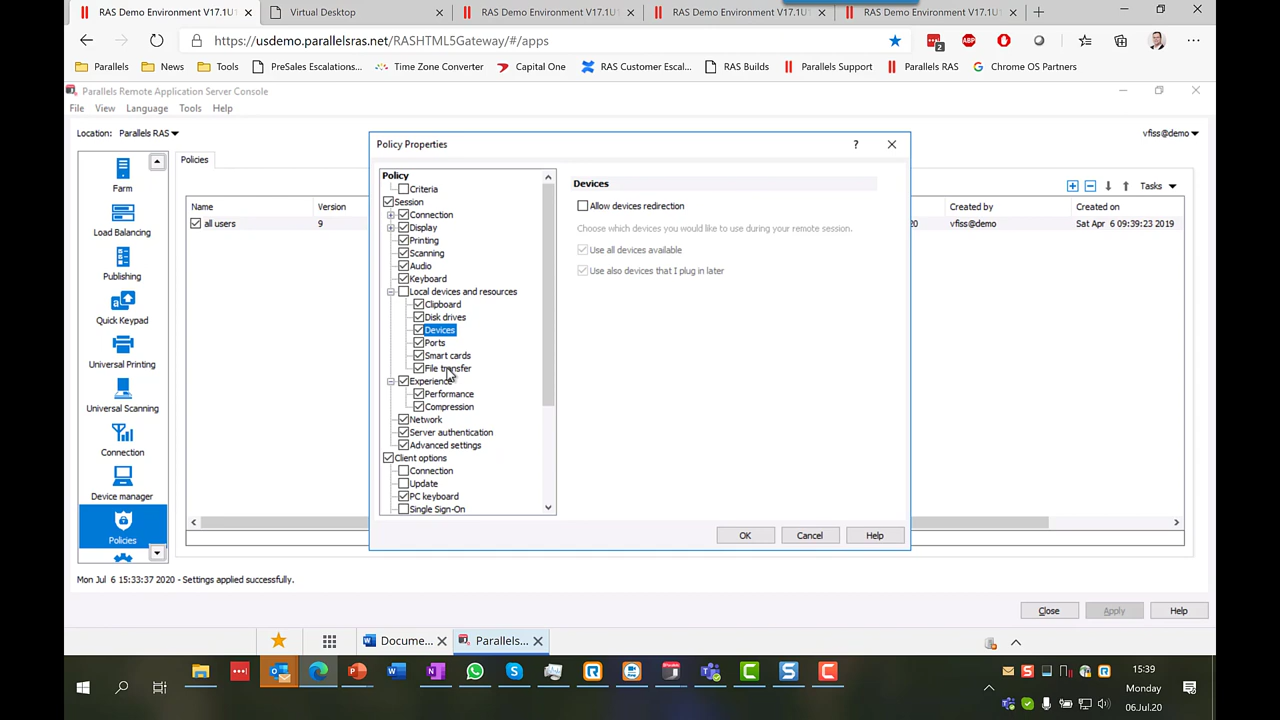 RAS Demo Environment V17.1U1
Virtual Desktop
RAS Demo Environment V17.1U
RAS Demo Environment V17.1U
RAS Demo Environment V17.1U
https://usdemo.parallelsras.net/RASHTML5Gateway/#/apps
2
ABP
Parallels
News
Tools
PreSales Escalations...
Time Zone Converter
Capital One
RAS Customer Escal...
RAS Builds
Parallels Support
Parallels RAS
Chrome OS Partners
Parallels Remote Application Server Console
File
View
Language
Tools
Help
Location:
Parallels RAS
vfiss@demo
Farm
Load Balancing
Publishing
Quick Keypad
Universal Printing
Universal Scanning
Connection
Device manager
Policies
Policies
Tasks
Name
Version
Created by
Created on
all users
9
20
vfiss@demo
Sat Apr 6 09:39:23 2019
Policy Properties
?
Policy
Criteria
Session
Connection
Display
Printing
Scanning
Audio
Keyboard
Local devices and resources
Clipboard
Disk drives
Devices
Ports
Smart cards
File transfer
Experience
Performance
Compression
Network
Server authentication
Advanced settings
Client options
Connection
Update
PC keyboard
Single Sign-On
Devices
Allow devices redirection
Choose which devices you would like to use during your remote session.
Use all devices available
Use also devices that I plug in later
OK
Cancel
Help
Mon Jul 6 15:33:37 2020 - Settings applied successfully.
Close
Apply
Help
Docume...
Parallels...
15:39
Monday
06.Jul.20